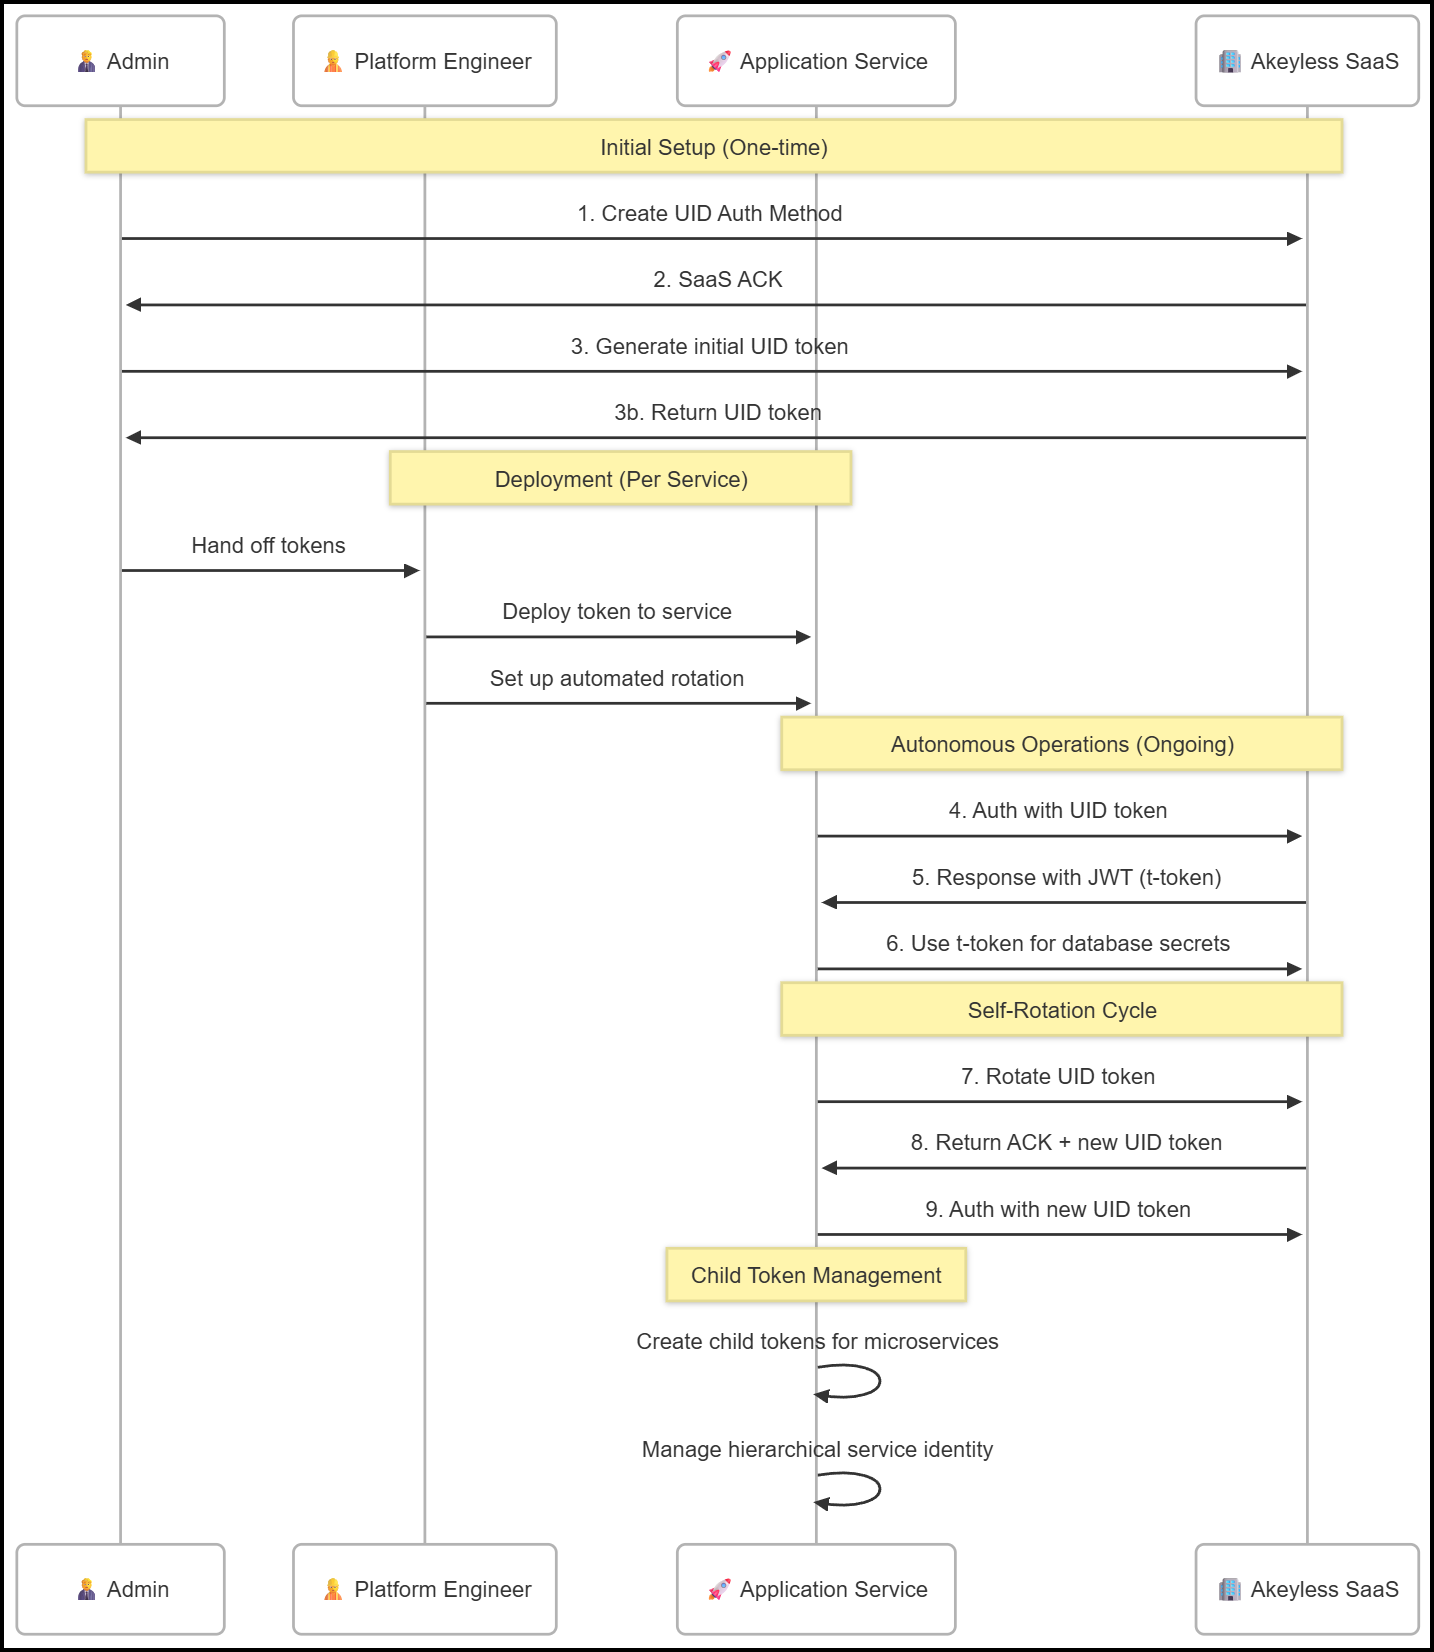 Admin
Platform Engineer
Application Service
Akeyless SaaS
Initial Setup (One-time)
1. Create UID Auth Method
2. SaaS ACK
3. Generate initial UID token
3b. Return UID token
Deployment (Per Service)
Hand off tokens
Deploy token to service
Set up automated rotation
Autonomous Operations (Ongoing)
4. Auth with UID token
5. Response with JWT (t-token)
6. Use t-token for database secrets
Self-Rotation Cycle
7. Rotate UID token
8. Return ACK + new UID token
9. Auth with new UID token
Child Token Management
Create child tokens for microservices
Manage hierarchical service identity
Admin
Platform Engineer
Application Service
Akeyless SaaS